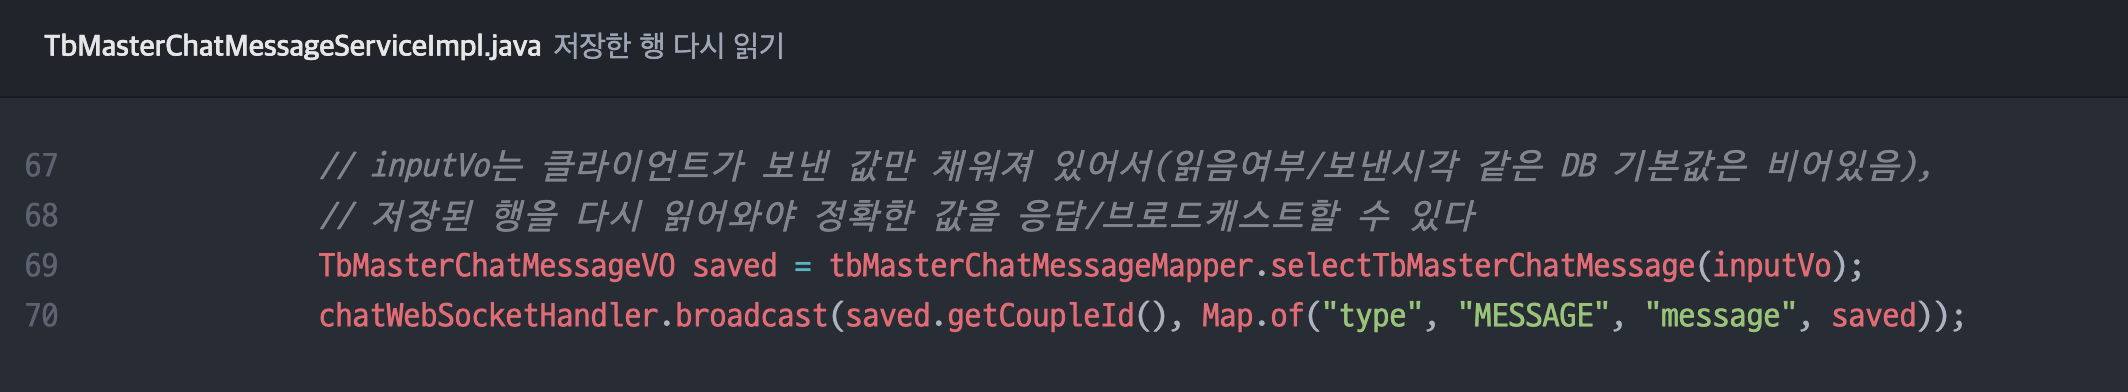 TbMasterChatMessageServiceImpl.java 저장한 행 다시 읽기
67 // inputVo는 클라이언트가 보낸 값만 채워져 있어서(읽음여부/보낸시각 같은 DB 기본값은 비어있음),
68 // 저장된 행을 다시 읽어와야 정확한 값을 응답/브로드캐스트할 수 있다
69 TbMasterChatMessageVO saved = tbMasterChatMessageMapper.selectTbMasterChatMessage(inputVo);
70 chatWebSocketHandler.broadcast(saved.getCoupleId(), Map.of("type", "MESSAGE", "message", saved));